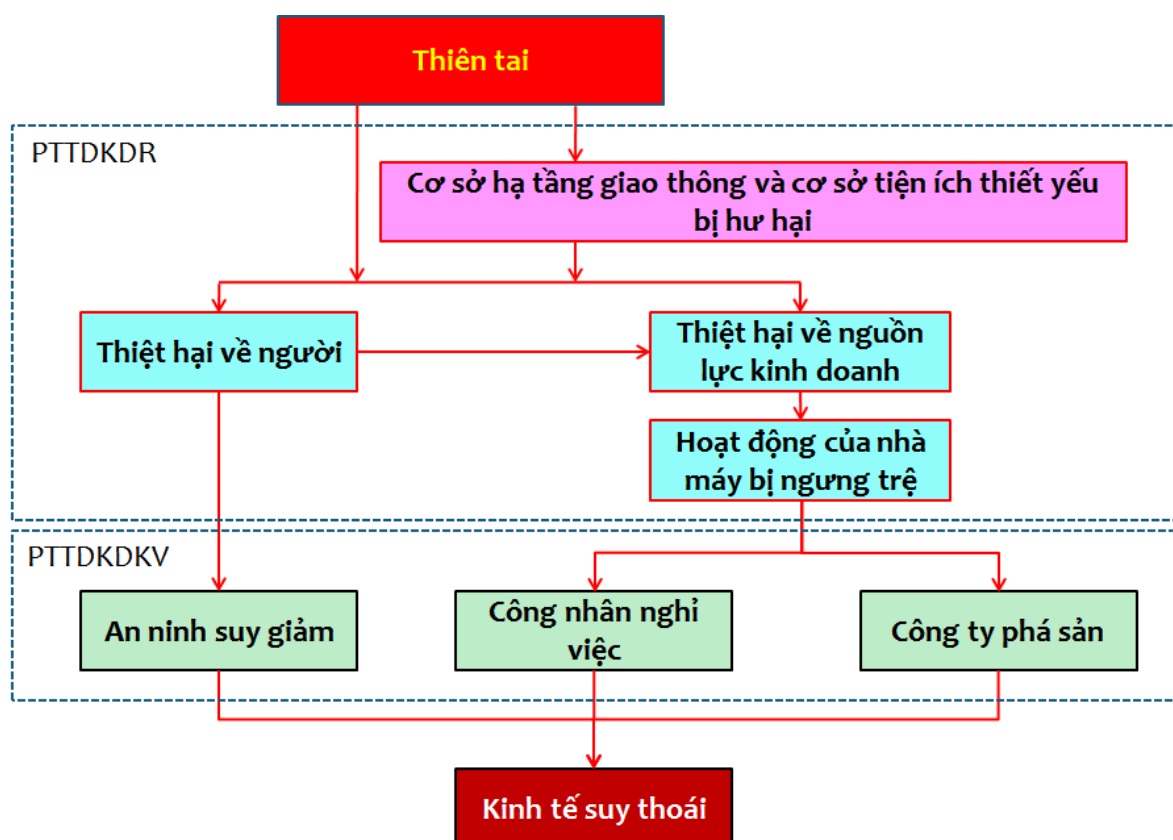 Thiên tai
PTTDKDR
Cơ sở hạ tầng giao thông và cơ sở tiện ích thiết yếu
bị hư hại
Thiệt hại về người
Thiệt hại về nguồn
lực kinh doanh
Hoạt động của nhà
máy bị ngưng trệ
PTTDKDKV
An ninh suy giảm
Công nhân nghỉ
việc
Công ty phá sản
Kinh tế suy thoái